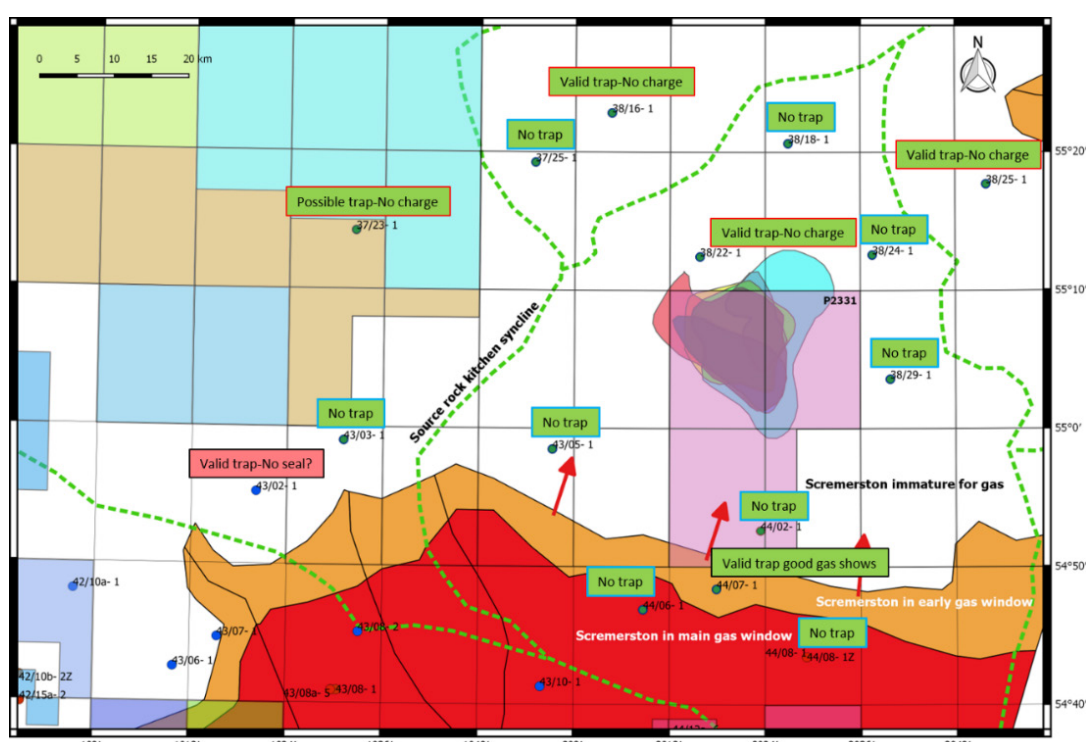 N
0 5 10 15 20 km
Valid trap-No charge
38/16- 1
No trap
38/18- 1
No trap
37/25- 1
55°20'
Valid trap-No charge
38/25- 1
Possible trap-No charge
37/23- 1
Valid trap-No charge
38/22- 1
No trap
38/24- 1
55°10'
P2331
Source rock kitchen syncline
No trap
38/29- 1
No trap
43/03- 1
No trap
43/05- 1
55°0'
Valid trap-No seal?
43/02- 1
Scremerston immature for gas
No trap
44/02- 1
Valid trap good gas shows
44/07- 1
54°50'
42/10a- 1
No trap
44/06- 1
Scremerston in early gas window
43/07- 1
43/08- 2
Scremerston in main gas window
No trap
44/08- 1
44/08- 1Z
43/06- 1
42/10b- 2Z
42/15a- 2
43/08a- 5
43/08- 1
43/10- 1
54°40'